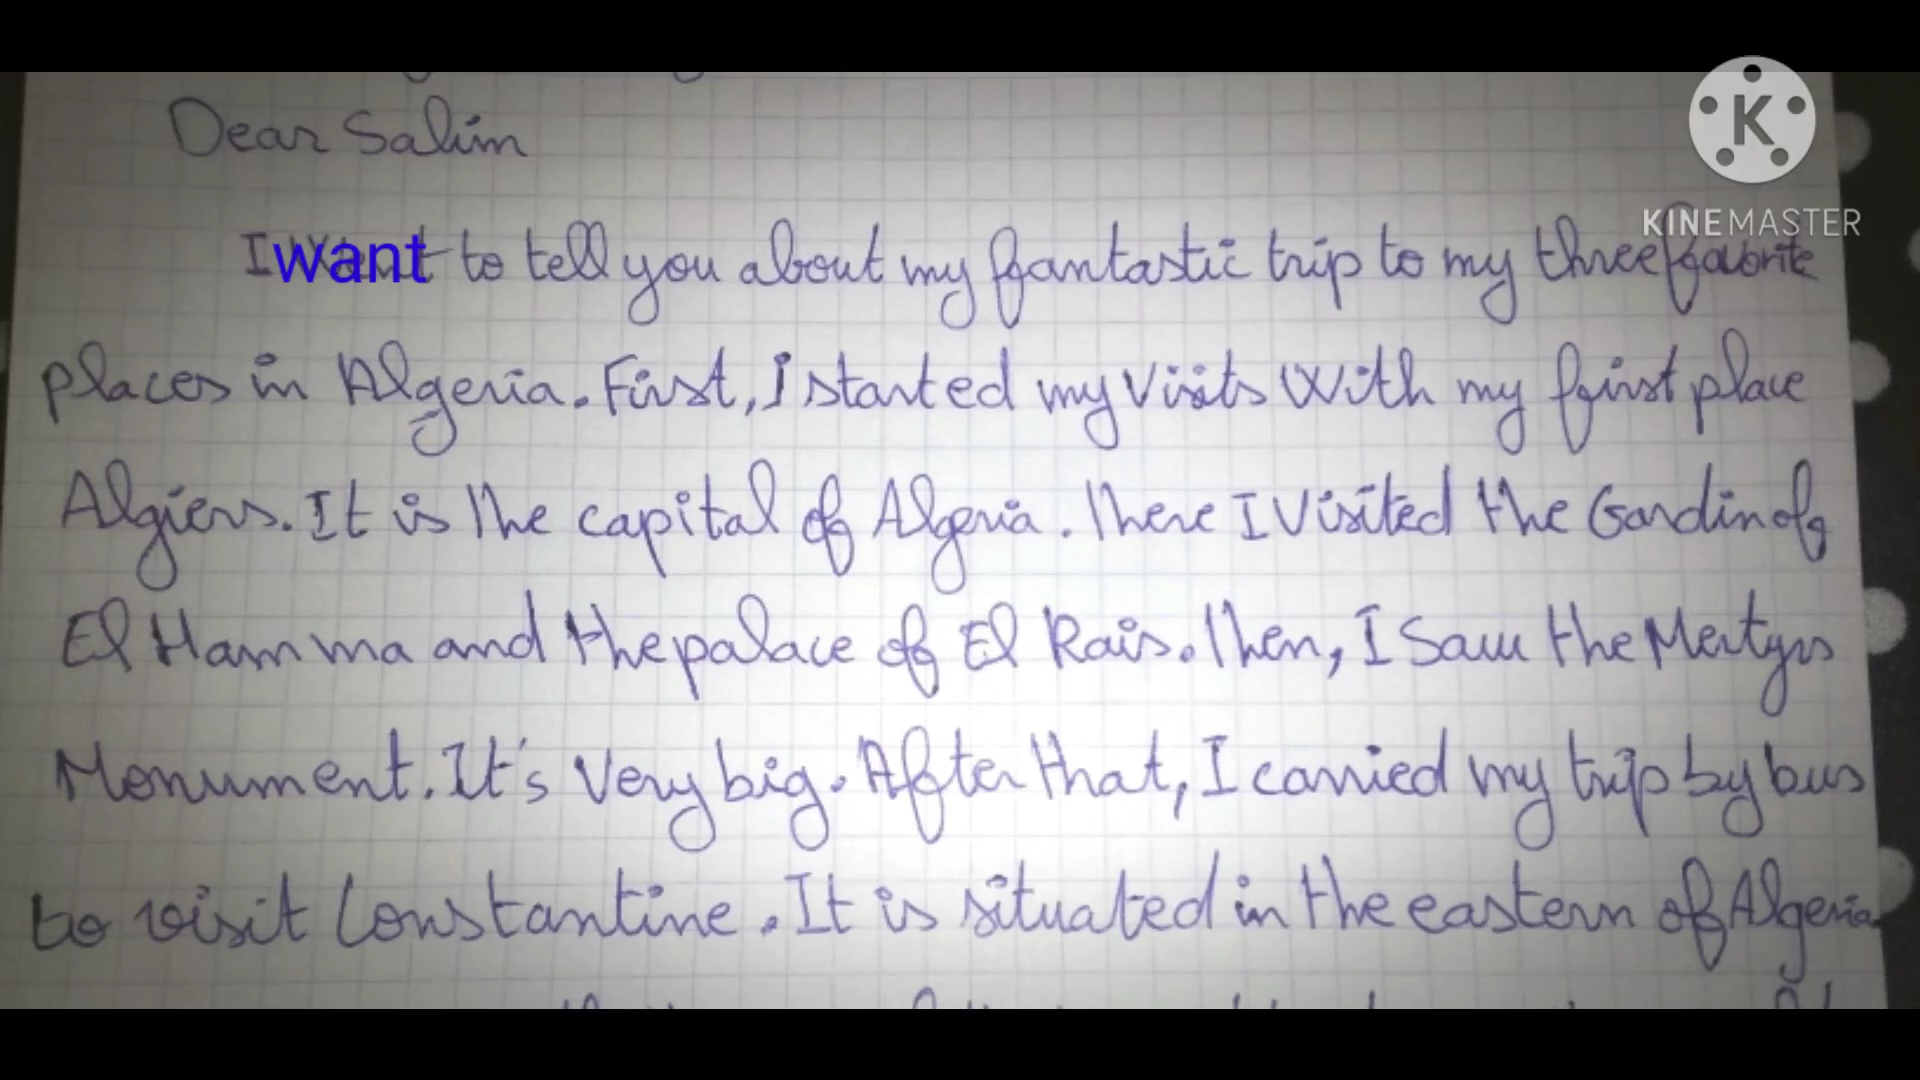 Dear Salim
K
KINEMASTER
I want to tell you about my fantastic trip to my three favorite
places in Algeria. First, I started my visits with my first place
Algiers. It is the capital of Algeria. There I visited the Gardin of
El Hamma and the palace of El Rais. Then, I saw the Mertyrs
Monument. It's very big. After that, I carried my trip by bus
to visit Constantine. It is situated in the eastern of Algeria